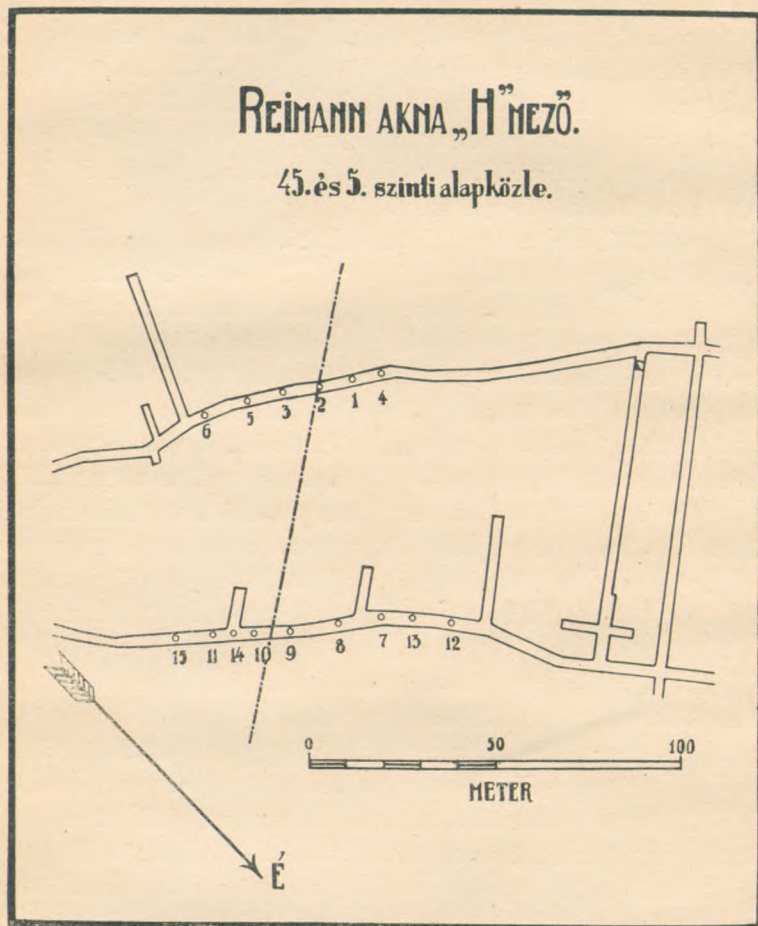 REIMANN AKNA „H” MEZŐ.
45. és 5. szinti alapközle.
6 5 3 2 1 4
15 11 14 10 9 8 7 13 12
0 50 100
METER
É